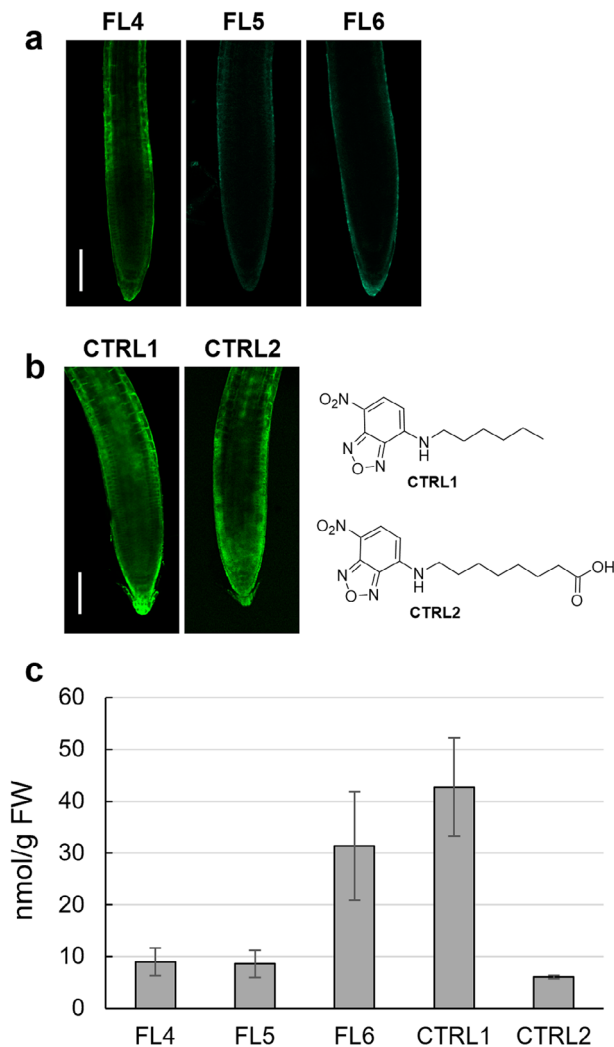 a
FL4 FL5 FL6
b
CTRL1 CTRL2
O₂N
N
H
N
O
N
CTRL1
O₂N
N
H
OH
O
N
O
N
CTRL2
c
nmol/g FW
60
50
40
30
20
10
0
FL4 FL5 FL6 CTRL1 CTRL2